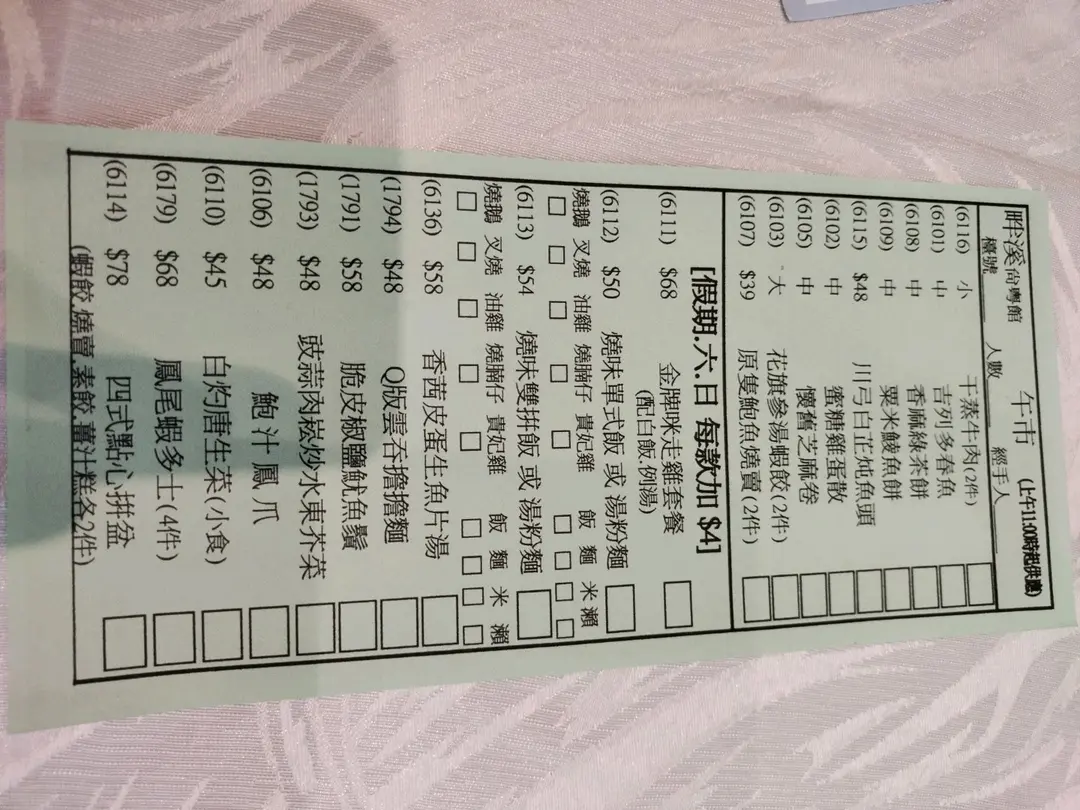 畔溪尚粵館 午市 (上午11:00時起供應)
檯號 人數 經手人
(6116) 小 干蒸牛肉(2件)
(6101) 中 吉列多春魚
(6108) 中 香麻綠茶餅
(6109) 中 粟米鯪魚餅
(6115) $48 川弓白芷炖魚頭
(6102) 中 蜜糖雞蛋散
(6105) 中 懷舊芝麻卷
(6103) 大 花旗參湯蝦餃(2件)
(6107) $39 原隻鮑魚燒賣(2件)
[假期.六.日 每款加 $4]
(6111) $68 金牌咪走雞套餐
(配白飯.例湯)
(6112) $50 燒味單式飯 或 湯粉麵
燒鵝 叉燒 油雞 燒腩仔 貴妃雞 飯 麵 米 瀨
(6113) $54 燒味雙拼飯 或 湯粉麵
燒鵝 叉燒 油雞 燒腩仔 貴妃雞 飯 麵 米 瀨
(6136) $58 香茜皮蛋生魚片湯
(1794) $48 Q版雲吞擔擔麵
(1791) $58 脆皮椒鹽魷魚鬚
(1793) $48 豉蒜肉崧炒水東芥菜
(6106) $48 鮑汁鳳爪
(6110) $45 白灼唐生菜(小食)
(6179) $68 鳳尾蝦多士(4件)
(6114) $78 四式點心拼盆
(蝦餃.燒賣.素餃.薑汁糕各2件)